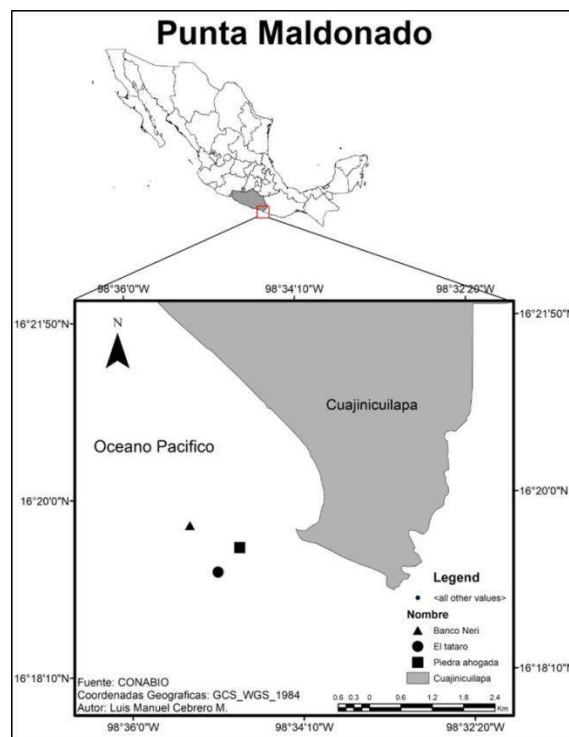 Punta Maldonado
98°36'0"W 98°34'10"W 98°32'20"W
16°21'50"N 16°21'50"N
N
Cuajinicuilapa
Oceano Pacifico
16°20'0"N 16°20'0"N
Legend
<all other values>
Nombre
Banco Neri
El tataro
Piedra ahogada
Cuajinicuilapa
16°18'10"N 16°18'10"N
Fuente: CONABIO
Coordenadas Geograficas: GCS_WGS_1984
Autor: Luis Manuel Cebrero M.
0.6 0.3 0 0.6 1.2 1.8 2.4
Km
98°36'0"W 98°34'10"W 98°32'20"W